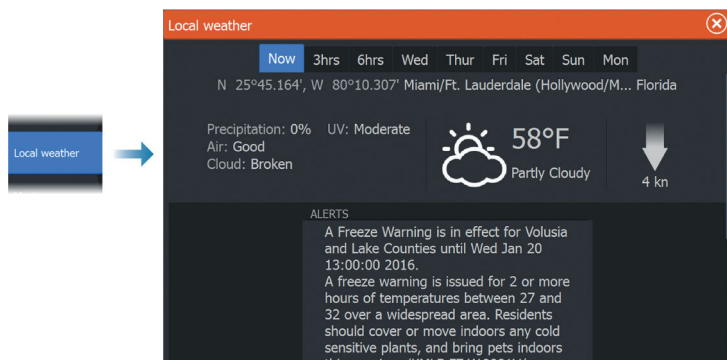 Local weather
Local weather
Now 3hrs 6hrs Wed Thur Fri Sat Sun Mon
N 25°45.164', W 80°10.307' Miami/Ft. Lauderdale (Hollywood/M... Florida
Precipitation: 0% UV: Moderate
Air: Good
Cloud: Broken
58°F
Partly Cloudy
4 kn
ALERTS
A Freeze Warning is in effect for Volusia
and Lake Counties until Wed Jan 20
13:00:00 2016.
A freeze warning is issued for 2 or more
hours of temperatures between 27 and
32 over a widespread area. Residents
should cover or move indoors any cold
sensitive plants, and bring pets indoors